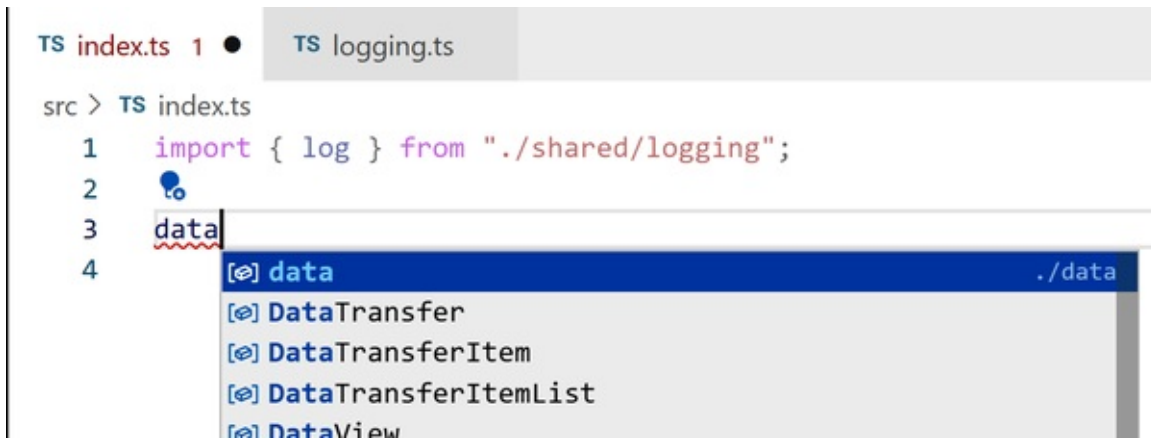 TS index.ts 1 ● TS logging.ts
src > TS index.ts
1 import { log } from "./shared/logging";
2
3 data
4
data ./data
DataTransfer
DataTransferItem
DataTransferItemList
DataView